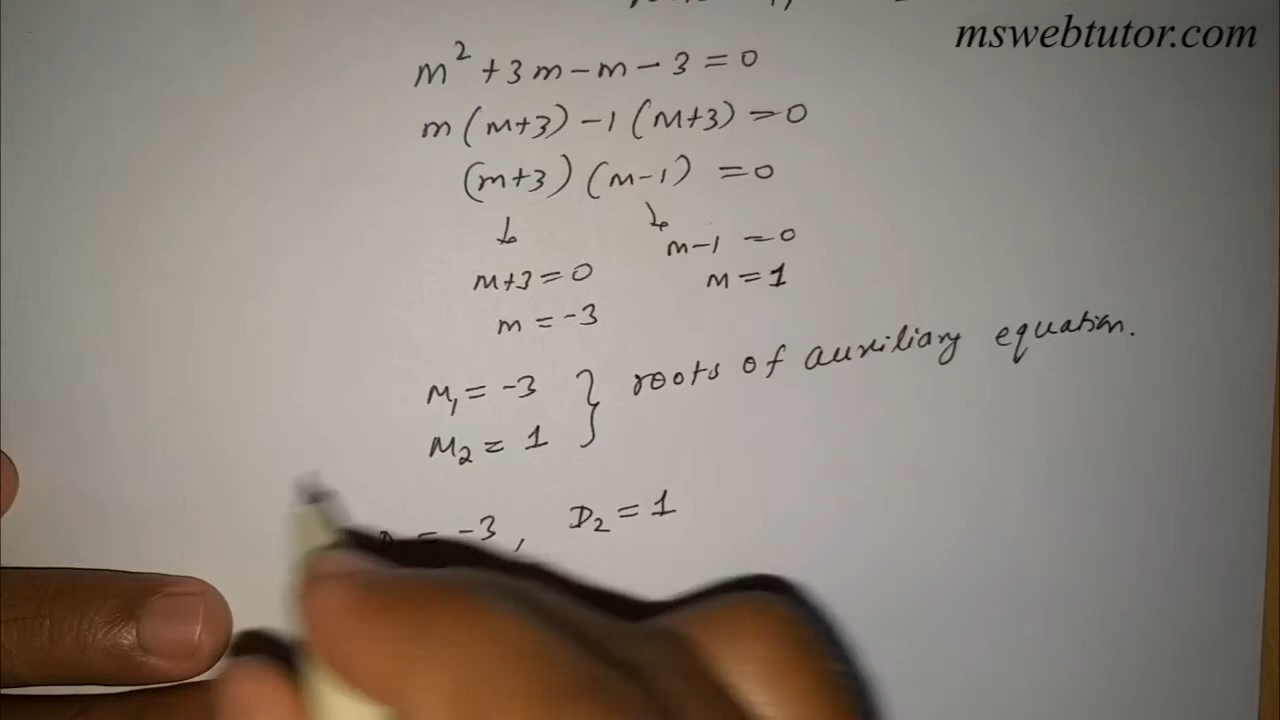 mswebtutor.com
m² + 3m - m - 3 = 0
m(m+3) - 1(m+3) = 0
(m+3)(m-1) = 0
m-1 = 0
m+3 = 0
m = 1
m = -3
m₁ = -3
m₂ = 1
} roots of auxiliary equation.
= -3, D₂ = 1